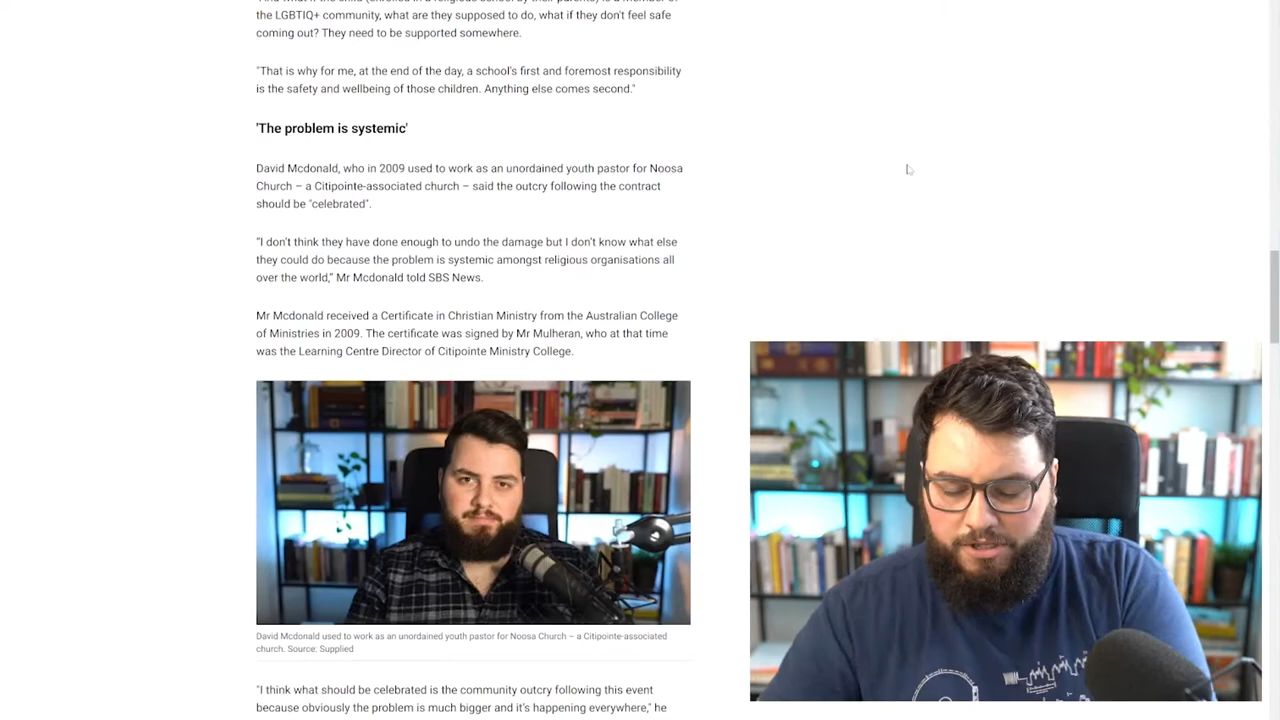 the LGBTIQ+ community, what are they supposed to do, what if they don't feel safe
coming out? They need to be supported somewhere.
"That is why for me, at the end of the day, a school's first and foremost responsibility
is the safety and wellbeing of those children. Anything else comes second."
'The problem is systemic'
David Mcdonald, who in 2009 used to work as an unordained youth pastor for Noosa
Church – a Citipointe-associated church – said the outcry following the contract
should be "celebrated".
"I don't think they have done enough to undo the damage but I don't know what else
they could do because the problem is systemic amongst religious organisations all
over the world," Mr Mcdonald told SBS News.
Mr Mcdonald received a Certificate in Christian Ministry from the Australian College
of Ministries in 2009. The certificate was signed by Mr Mulheran, who at that time
was the Learning Centre Director of Citipointe Ministry College.
David Mcdonald used to work as an unordained youth pastor for Noosa Church – a Citipointe-associated
church. Source: Supplied
"I think what should be celebrated is the community outcry following this event
because obviously the problem is much bigger and it's happening everywhere," he